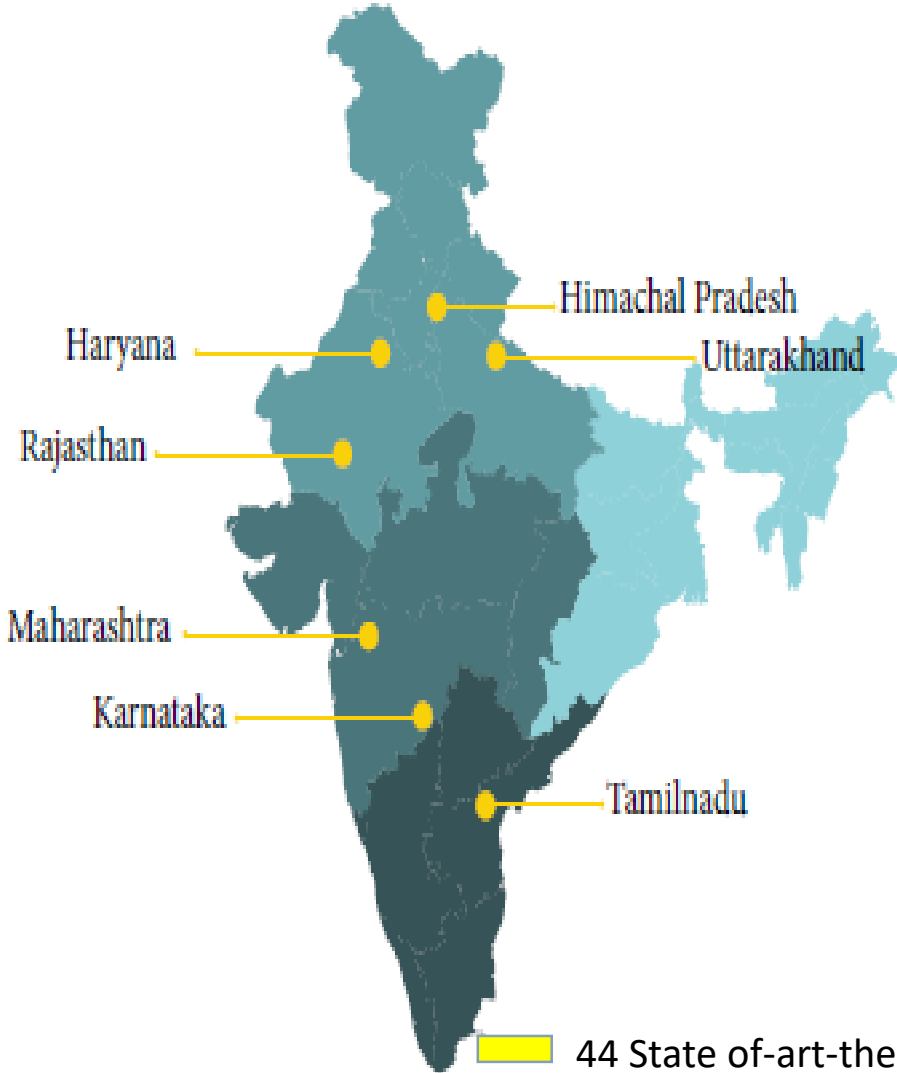 Himachal Pradesh
Haryana
Uttarakhand
Rajasthan
Maharashtra
Karnataka
Tamilnadu
44 State of-art-the